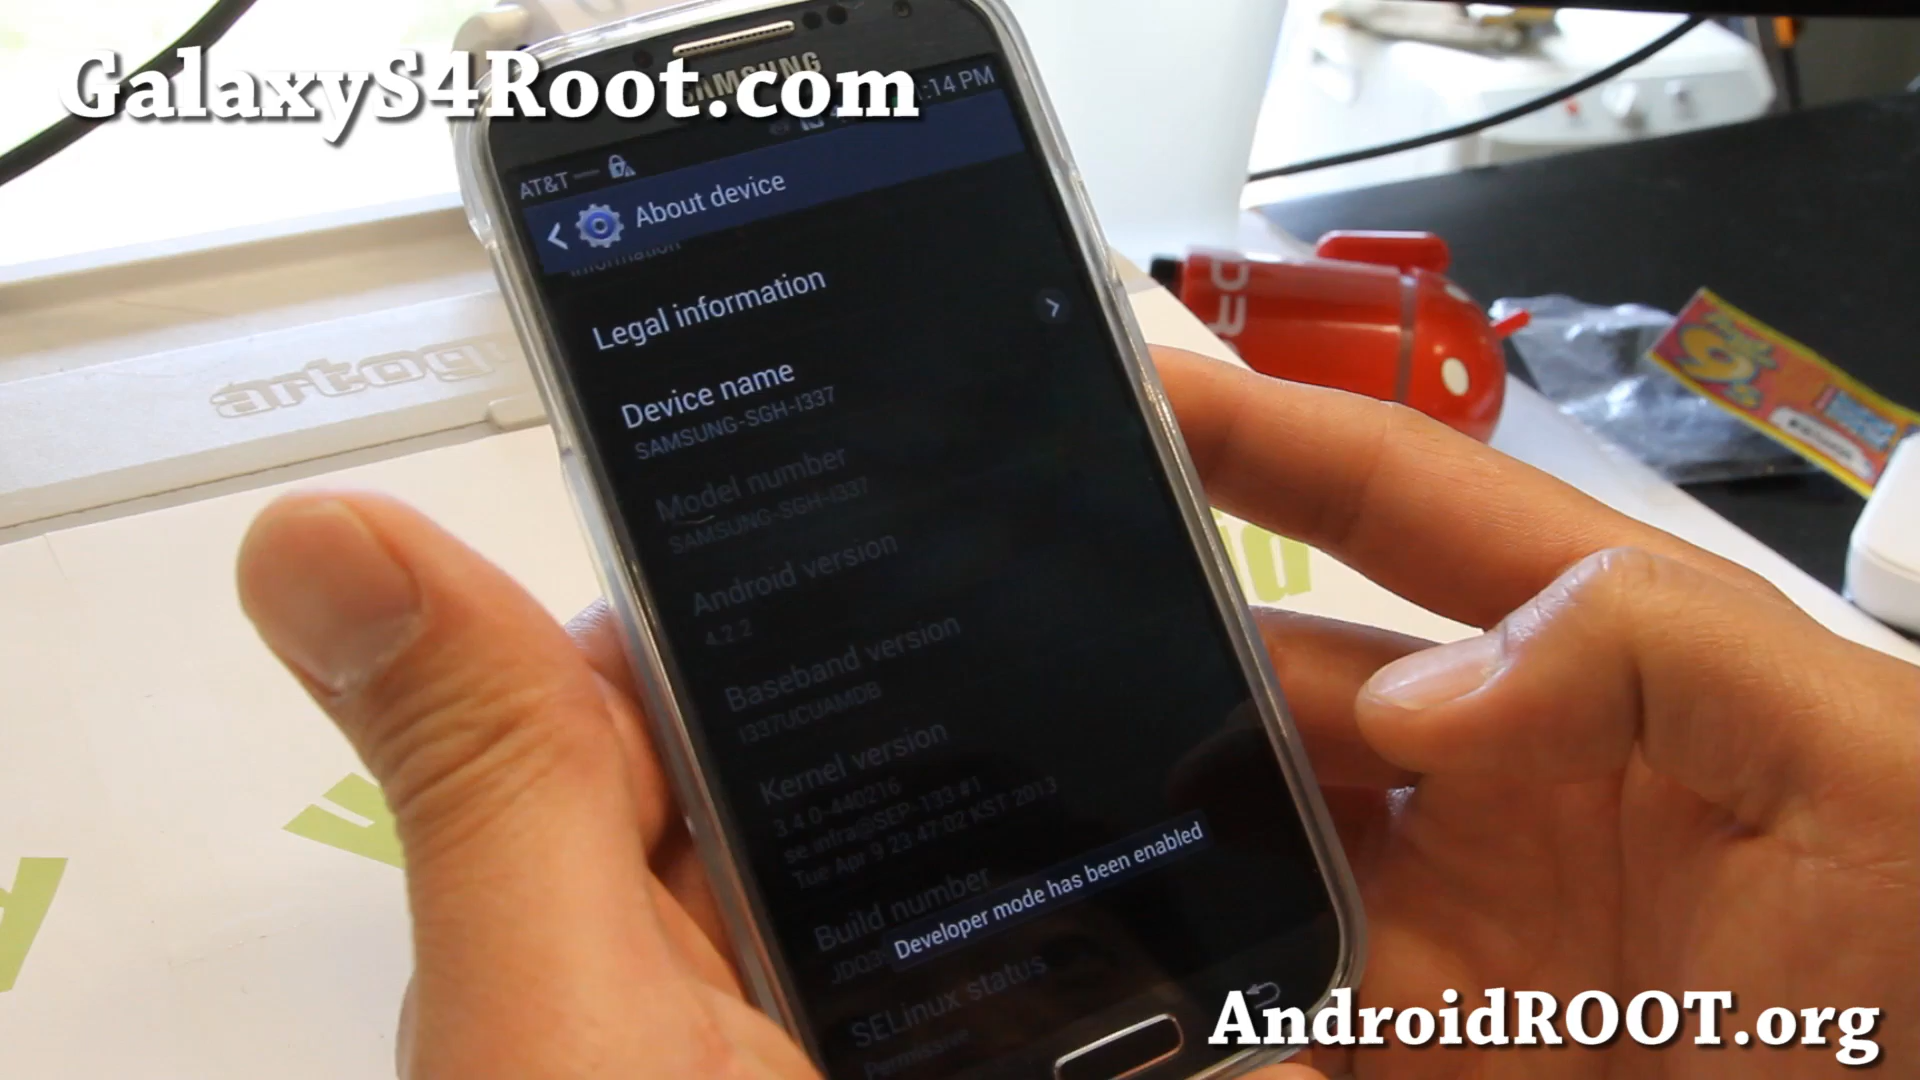 GalaxyS4Root.com
SAMSUNG
:14 PM
AT&T
About device
information
Legal information
Device name
SAMSUNG-SGH-I337
Model number
SAMSUNG-SGH-I337
Android version
4.2.2
Baseband version
I337UCUAMDB
Kernel version
3.4.0-440216
se.infra@SEP-133 #1
Tue Apr 9 23:47:02 KST 2013
Build number
Developer mode has been enabled
SELinux status
Permissive
AndroidROOT.org